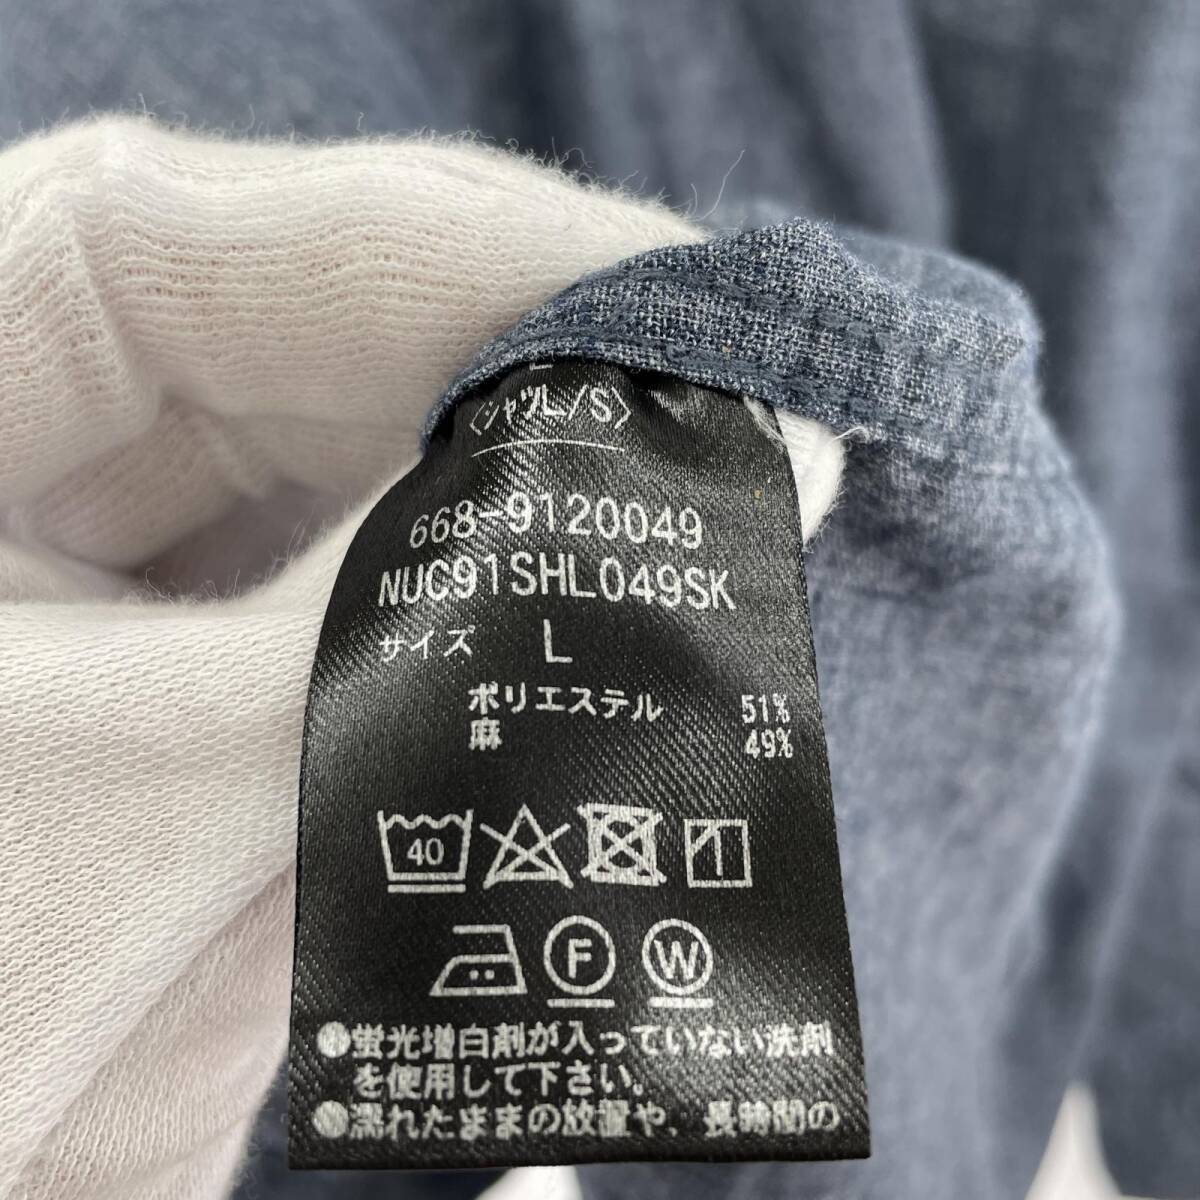 〈シャツL/S〉
668-9120049
NUC91SHL049SK
サイズ L
ポリエステル 51%
麻 49%
40
F W
●蛍光増白剤が入っていない洗剤
を使用して下さい。
●濡れたままの放置や、長時間の